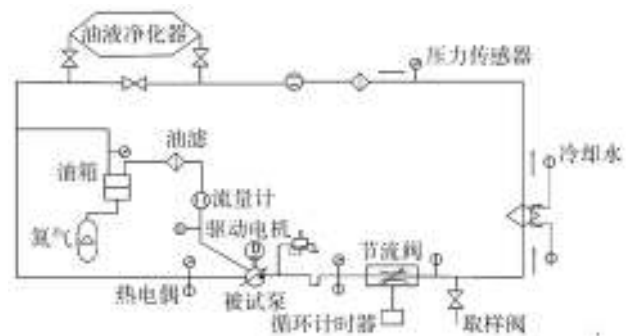 油液净化器
压力传感器
油滤
油箱
流量计
冷却水
氮气
驱动电机
节流阀
热电偶
被试泵
循环计时器
取样阀